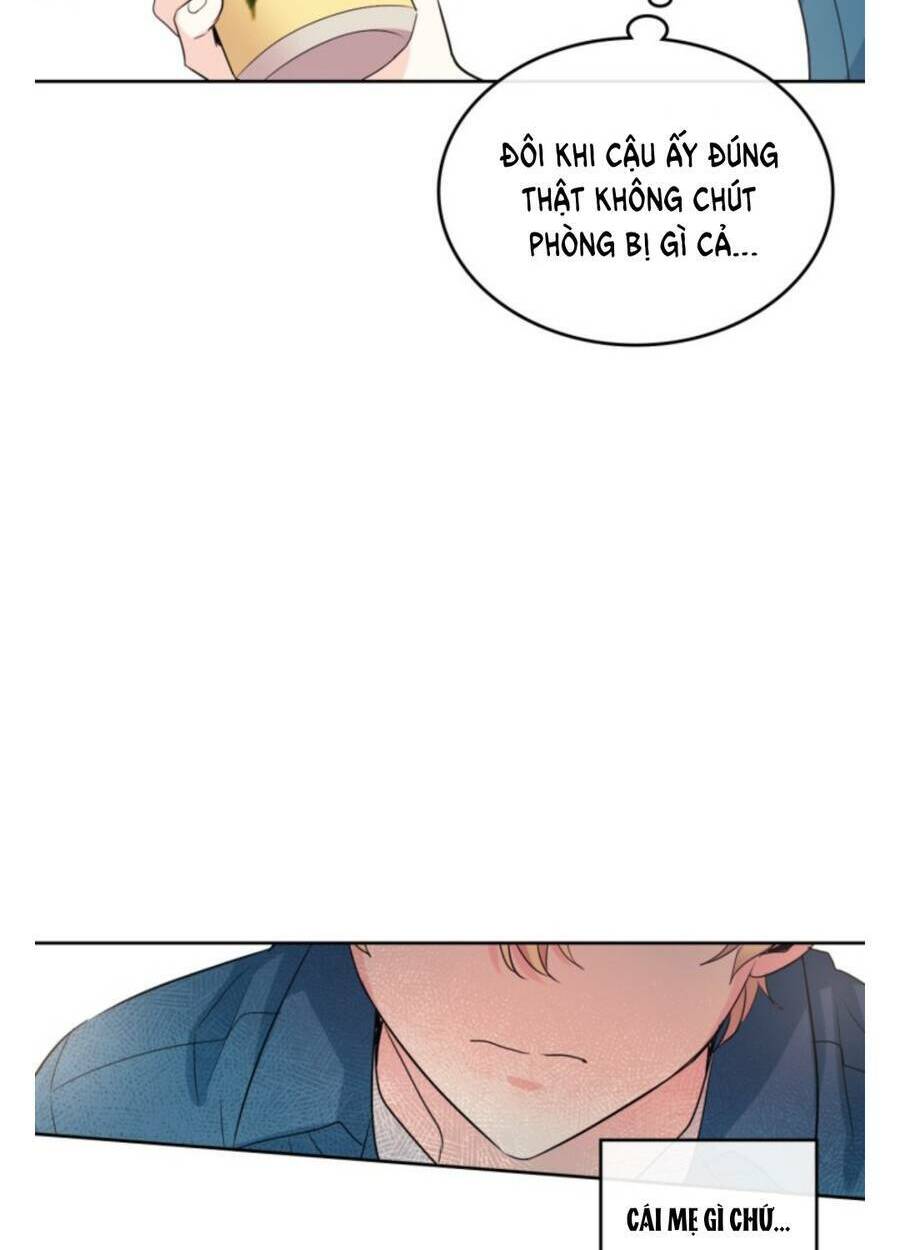 ĐÔI KHI CẬU ẤY ĐÚNG
THẬT KHÔNG CHÚT
PHÒNG BỊ GÌ CẢ...
CÁI MẸ GÌ CHỨ...